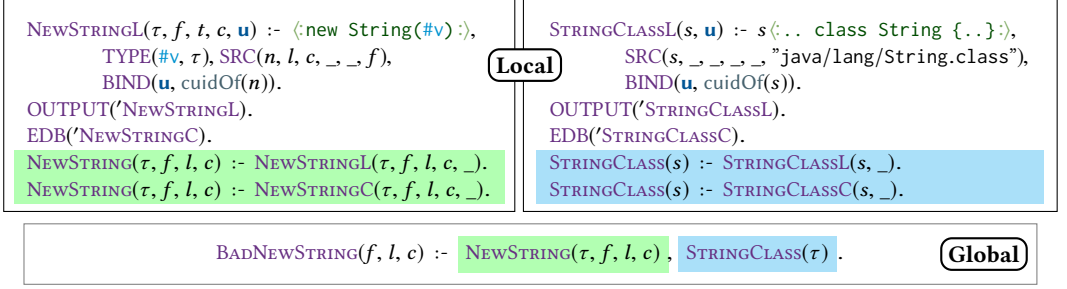 NEWSTRINGL(τ, f, t, c, u) :- ⟨:new String(#v):⟩,
TYPE(#v, τ), SRC(n, l, c, _, _, f),
BIND(u, cuidOf(n)).
OUTPUT('NEWSTRINGL).
EDB('NEWSTRINGC).
NEWSTRING(τ, f, l, c) :- NEWSTRINGL(τ, f, l, c, _).
NEWSTRING(τ, f, l, c) :- NEWSTRINGC(τ, f, l, c, _).
Local
STRINGCLASSL(s, u) :- s⟨:.. class String {..}:⟩,
SRC(s, _, _, _, _, "java/lang/String.class"),
BIND(u, cuidOf(s)).
OUTPUT('STRINGCLASSL).
EDB('STRINGCLASSC).
STRINGCLASS(s) :- STRINGCLASSL(s, _).
STRINGCLASS(s) :- STRINGCLASSC(s, _).
BADNEWSTRING(f, l, c) :- NEWSTRING(τ, f, l, c), STRINGCLASS(τ).
Global